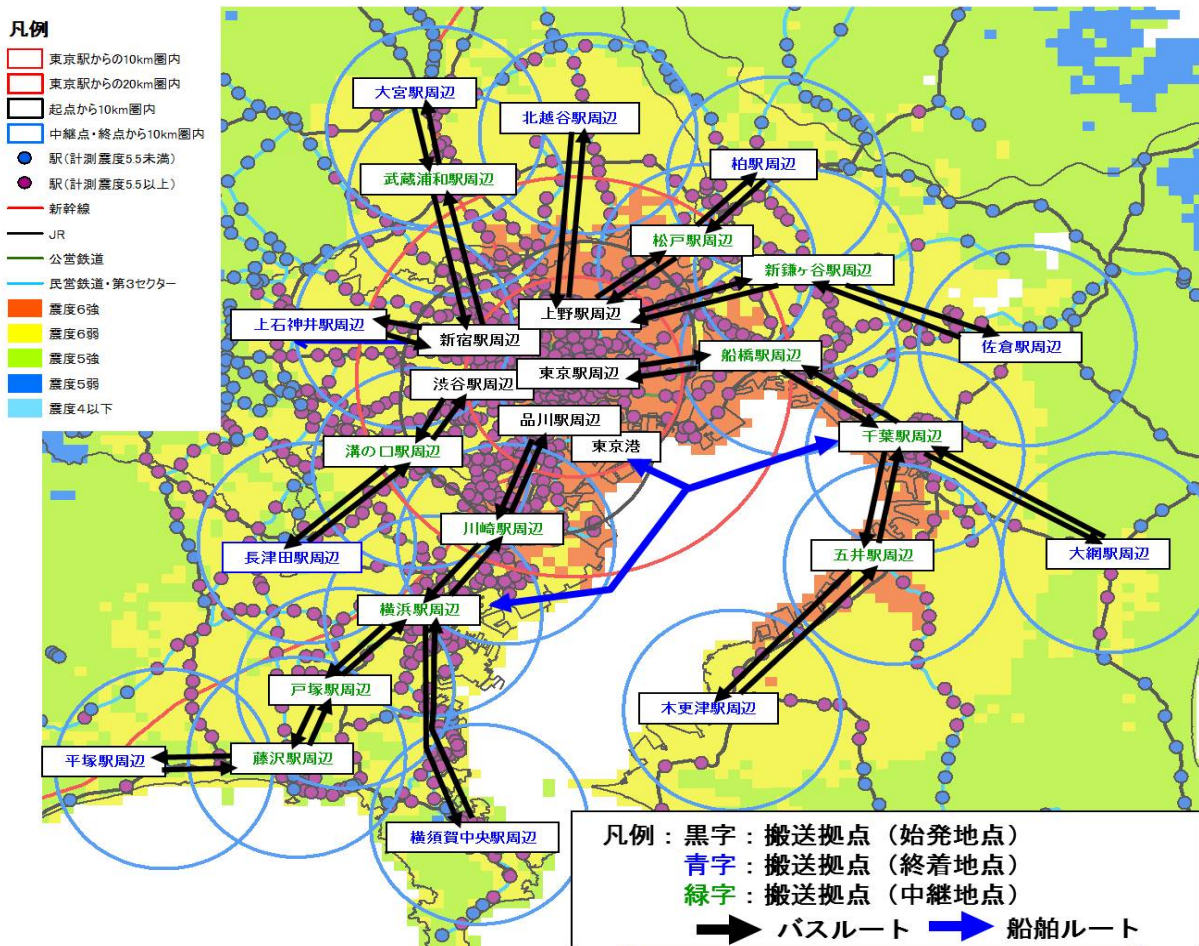 凡例
東京駅からの10km圏内
東京駅からの20km圏内
起点から10km圏内
中継点・終点から10km圏内
駅(計測震度5.5未満)
駅(計測震度5.5以上)
新幹線
JR
公営鉄道
民営鉄道・第3セクター
震度6強
震度6弱
震度5強
震度5弱
震度4以下
大宮駅周辺
北越谷駅周辺
柏駅周辺
武蔵浦和駅周辺
松戸駅周辺
新鎌ヶ谷駅周辺
上野駅周辺
上石神井駅周辺
新宿駅周辺
佐倉駅周辺
船橋駅周辺
東京駅周辺
渋谷駅周辺
品川駅周辺
東京港
千葉駅周辺
溝の口駅周辺
川崎駅周辺
長津田駅周辺
五井駅周辺
大網駅周辺
横浜駅周辺
戸塚駅周辺
木更津駅周辺
平塚駅周辺
藤沢駅周辺
横須賀中央駅周辺
凡例：黒字：搬送拠点（始発地点）
青字：搬送拠点（終着地点）
緑字：搬送拠点（中継地点）
バスルート 船舶ルート